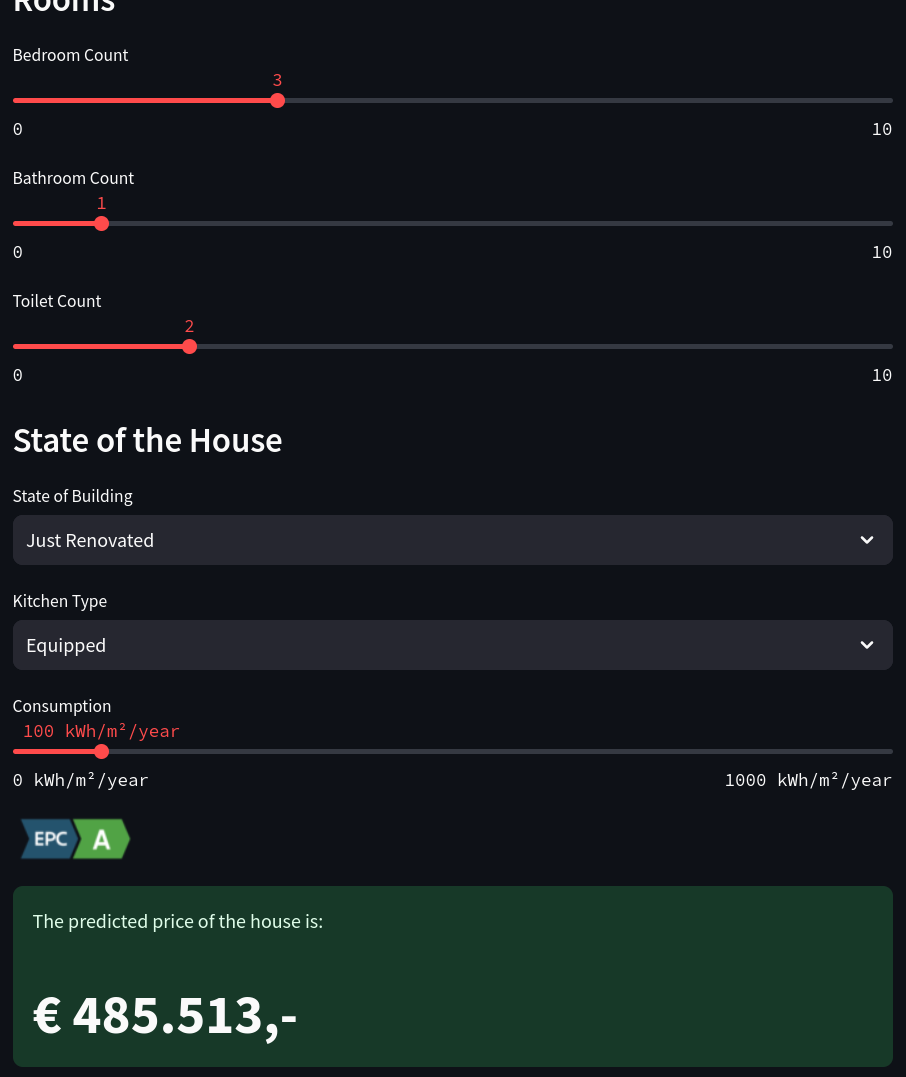 Rooms
Bedroom Count
3
0 10
Bathroom Count
1
0 10
Toilet Count
2
0 10
State of the House
State of Building
Just Renovated
Kitchen Type
Equipped
Consumption
100 kWh/m²/year
0 kWh/m²/year 1000 kWh/m²/year
EPC A
The predicted price of the house is:
€ 485.513,-